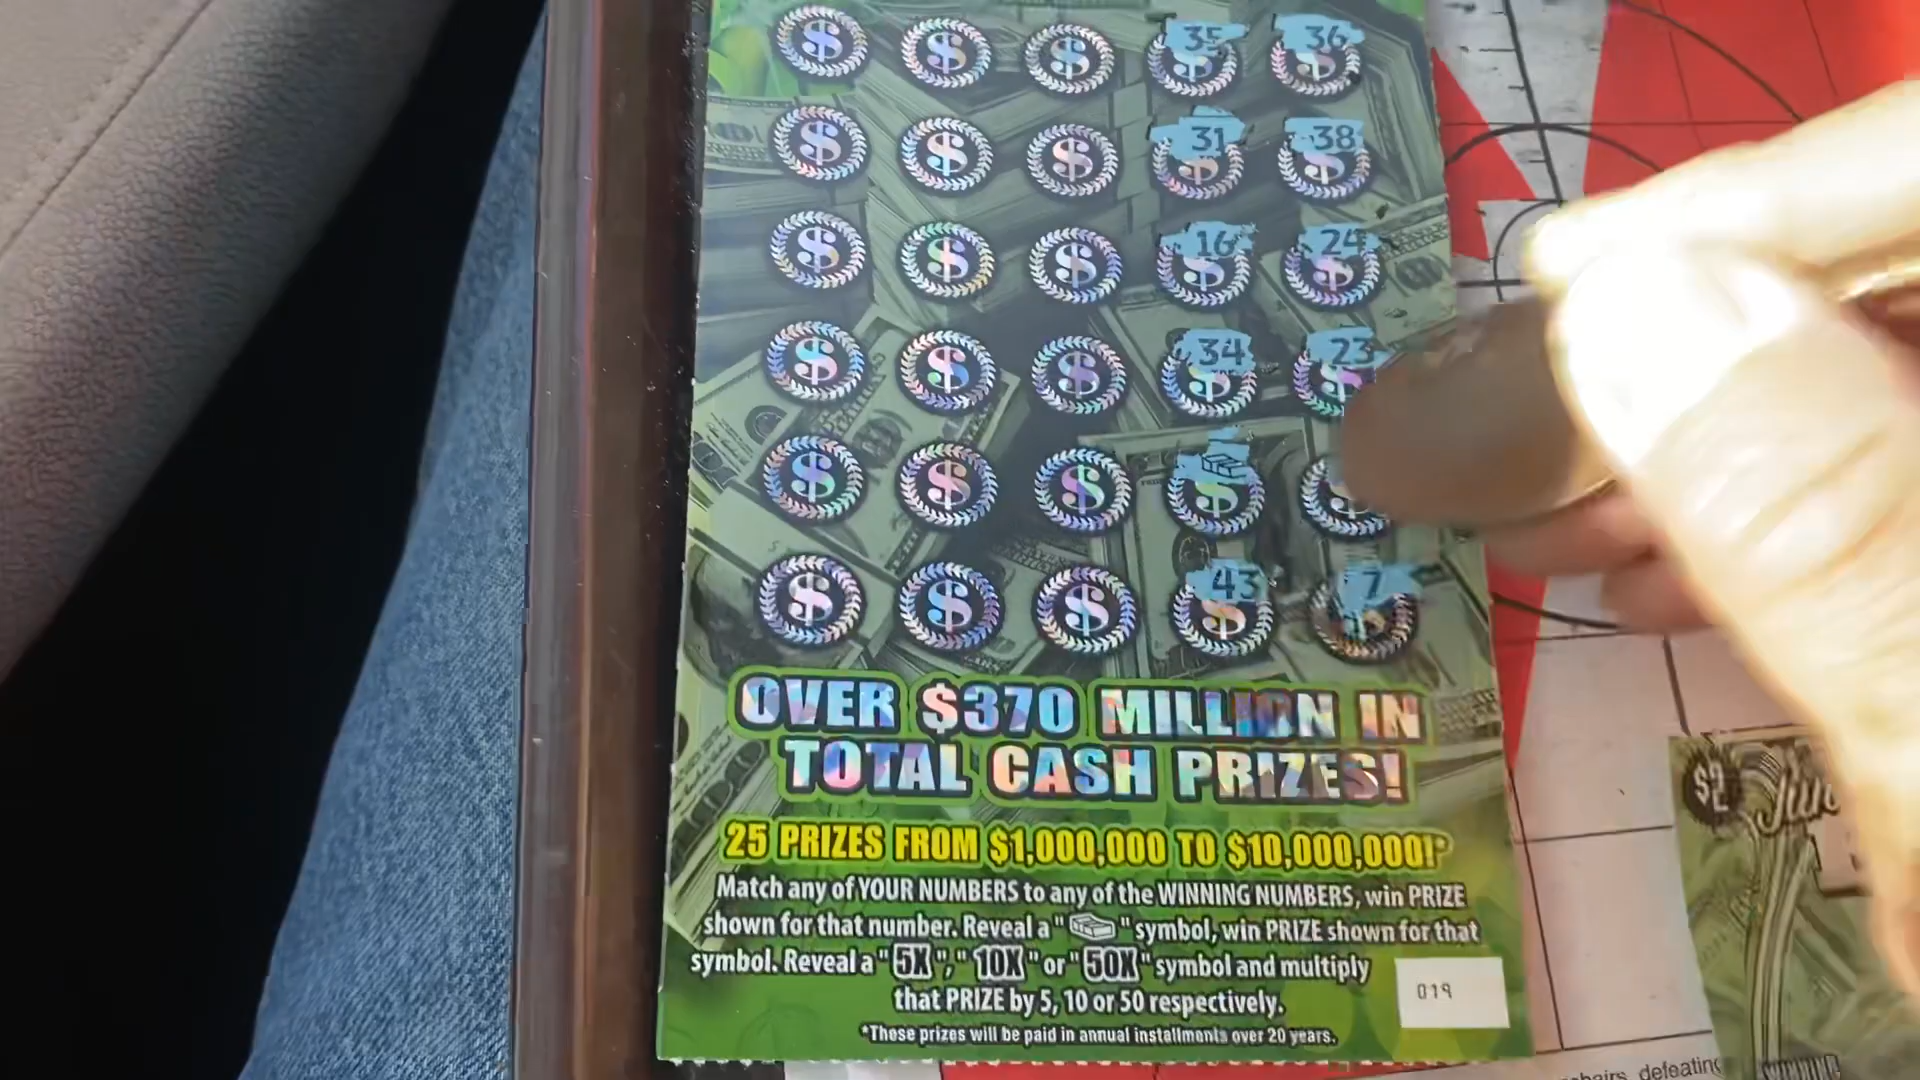 35 36
31 38
16 24
34 23
43 7
OVER $370 MILLION IN
TOTAL CASH PRIZES!
25 PRIZES FROM $1,000,000 TO $10,000,000!*
Match any of YOUR NUMBERS to any of the WINNING NUMBERS, win PRIZE
shown for that number. Reveal a " " symbol, win PRIZE shown for that
symbol. Reveal a "5X", "10X" or "50X" symbol and multiply
that PRIZE by 5, 10 or 50 respectively.
*These prizes will be paid in annual installments over 20 years.
019
$2
defeating